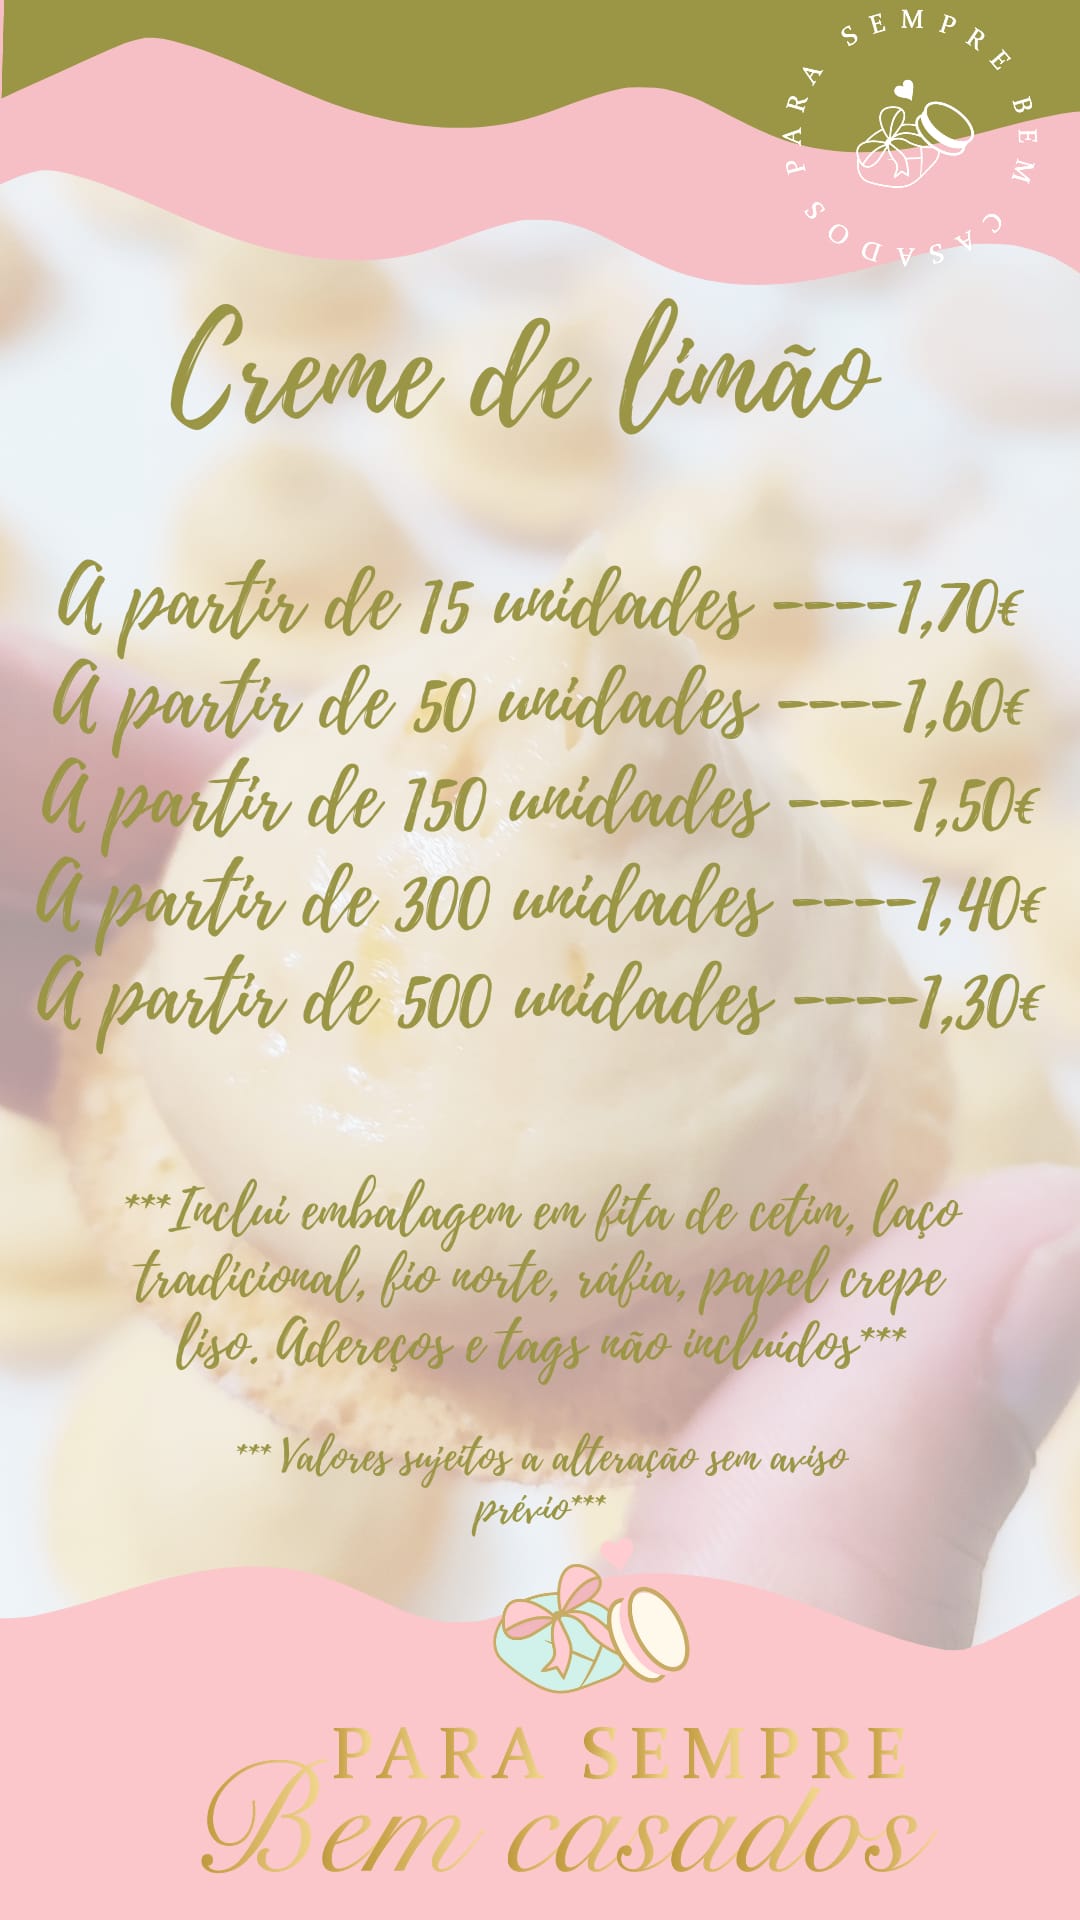 PARA SEMPRE BEM CASADOS
Creme de limão
A partir de 15 unidades ----1,70€
A partir de 50 unidades ----1,60€
A partir de 150 unidades ----1,50€
A partir de 300 unidades ----1,40€
A partir de 500 unidades ----1,30€
***Inclui embalagem em fita de cetim, laço
tradicional, fio norte, ráfia, papel crepe
liso. Adereços e tags não incluídos***
*** Valores sujeitos a alteração sem aviso
prévio***
PARA SEMPRE
Bem casados